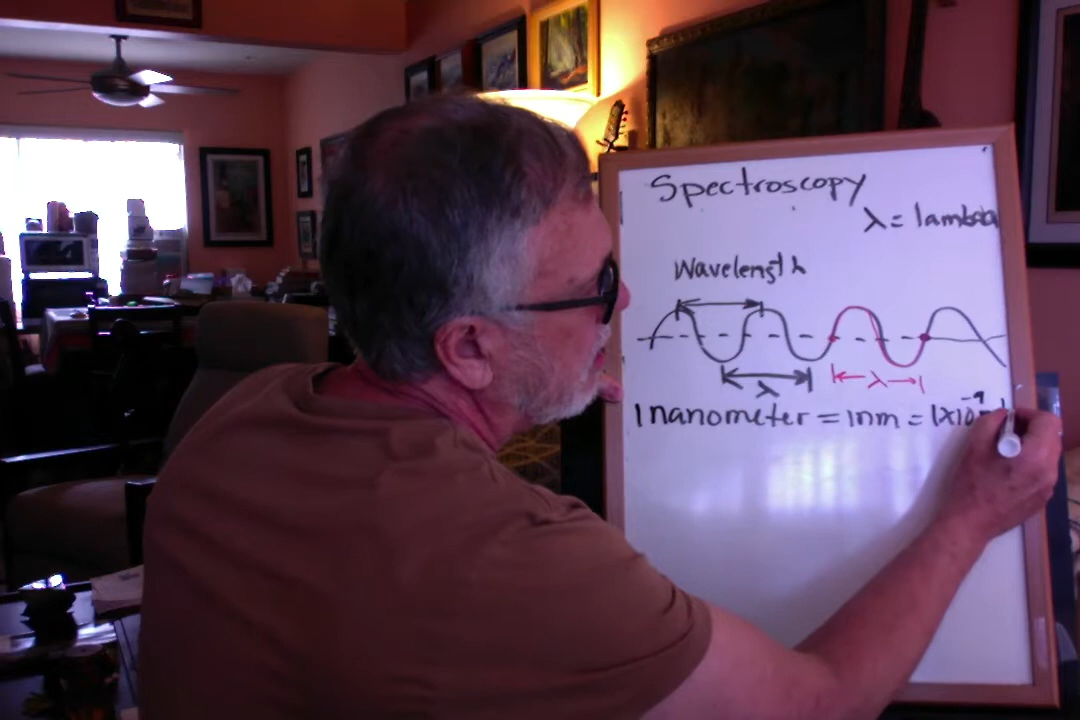 Spectroscopy
λ = lambda
Wavelength
λ
λ
1 nanometer = 1nm = 1x10⁻⁹